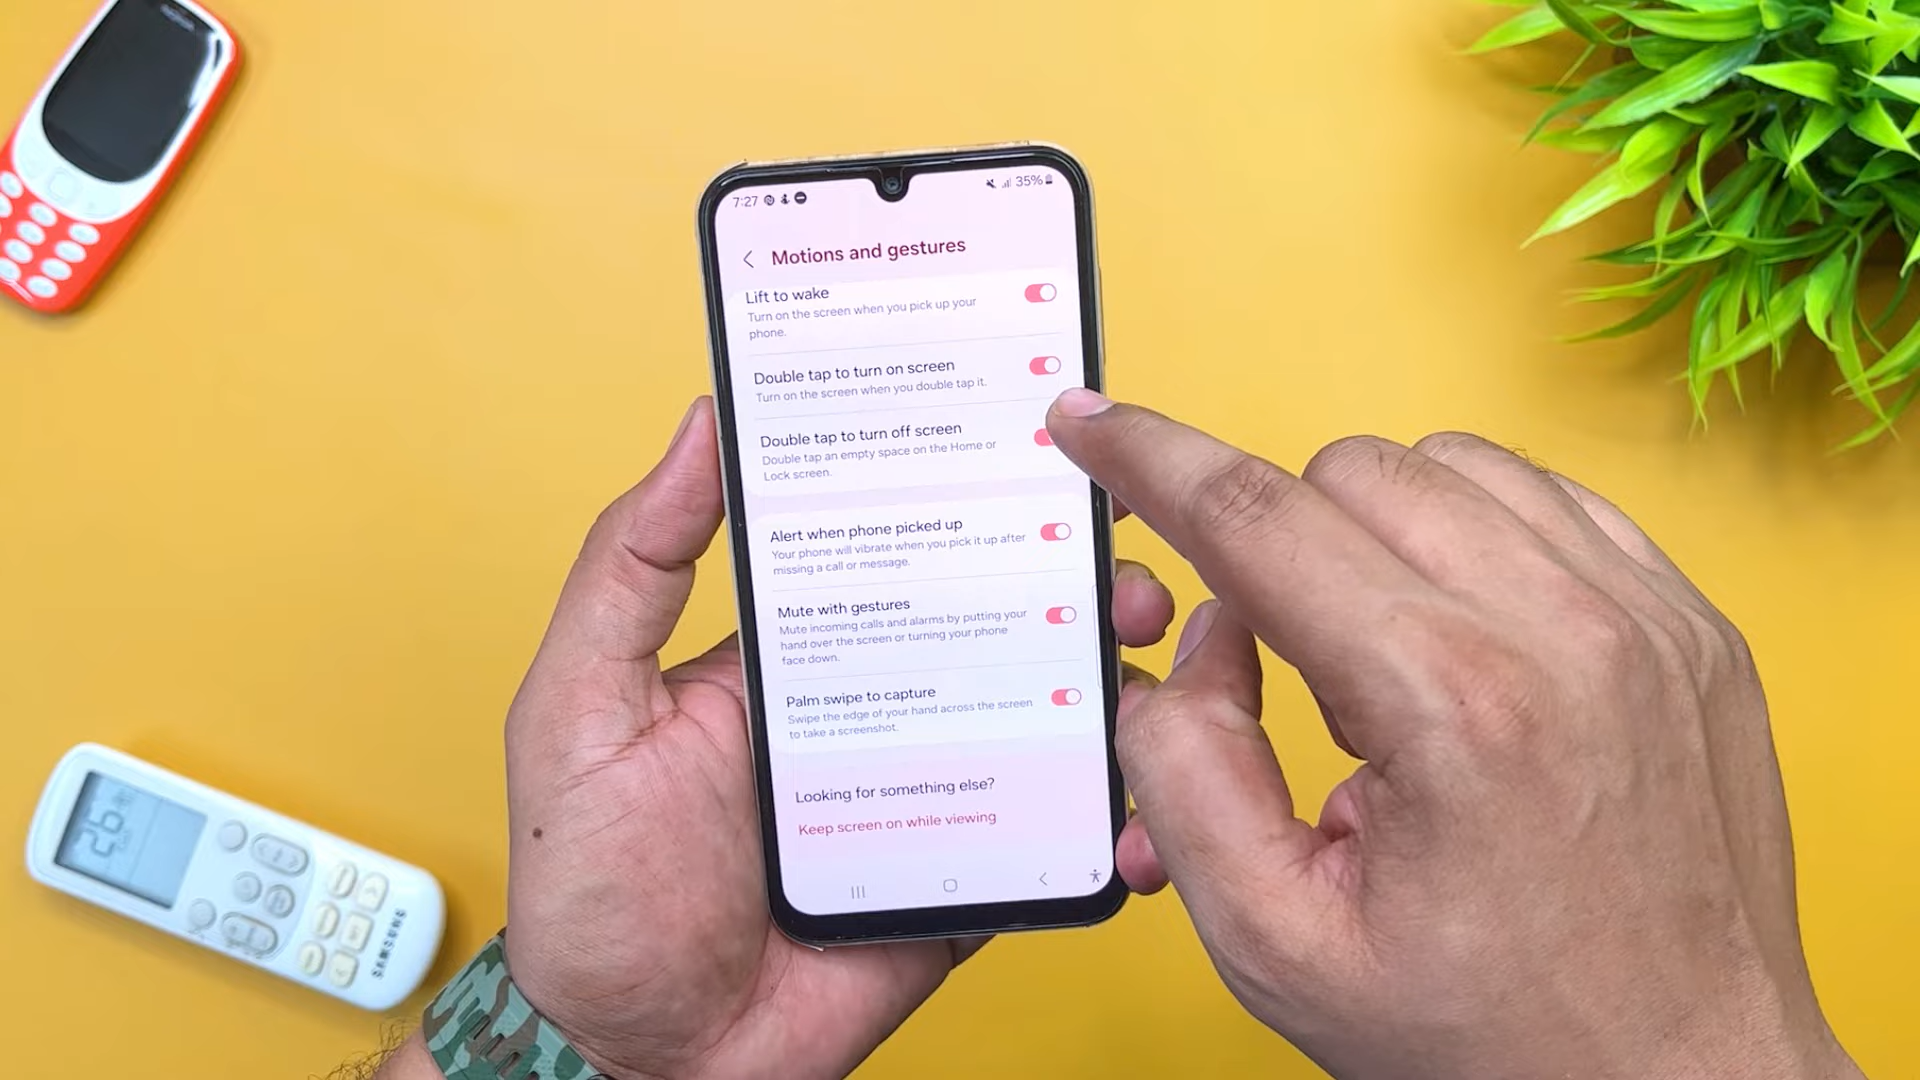 NOKIA
7:27
35%
Motions and gestures
Lift to wake
Turn on the screen when you pick up your
phone.
Double tap to turn on screen
Turn on the screen when you double tap it.
Double tap to turn off screen
Double tap an empty space on the Home or
Lock screen.
Alert when phone picked up
Your phone will vibrate when you pick it up after
missing a call or message.
Mute with gestures
Mute incoming calls and alarms by putting your
hand over the screen or turning your phone
face down.
Palm swipe to capture
Swipe the edge of your hand across the screen
to take a screenshot.
Looking for something else?
Keep screen on while viewing
26
SAMSUNG